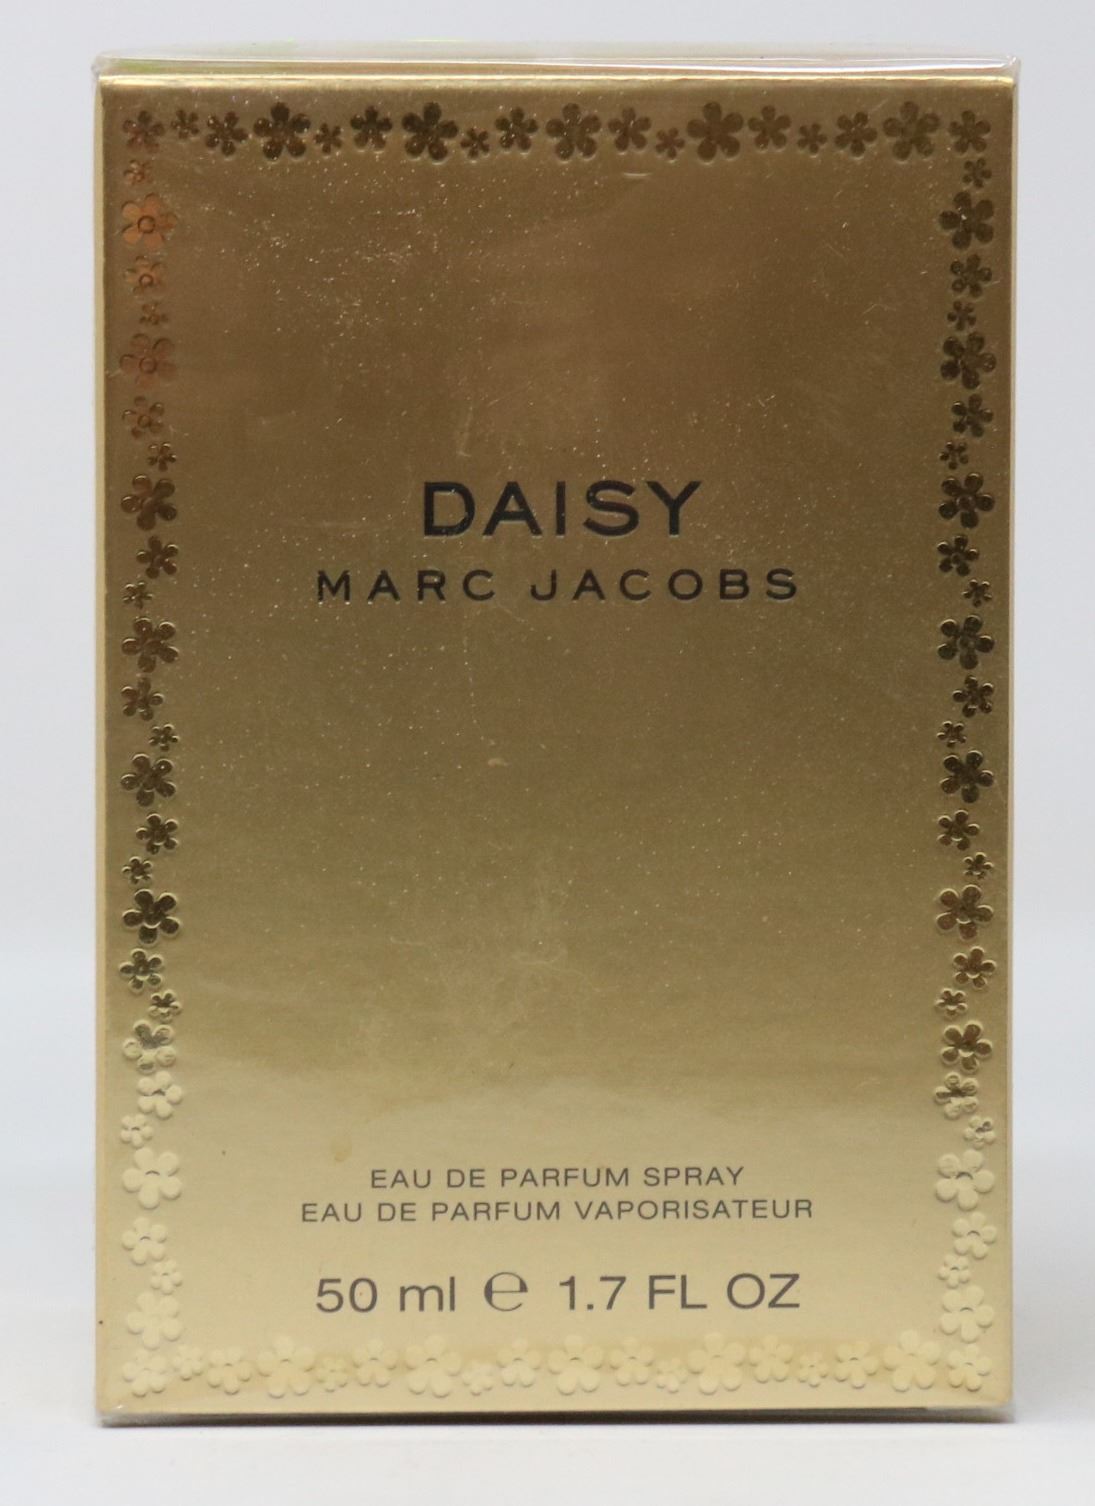 DAISY
MARC JACOBS
EAU DE PARFUM SPRAY
EAU DE PARFUM VAPORISATEUR
50 ml ℮ 1.7 FL OZ